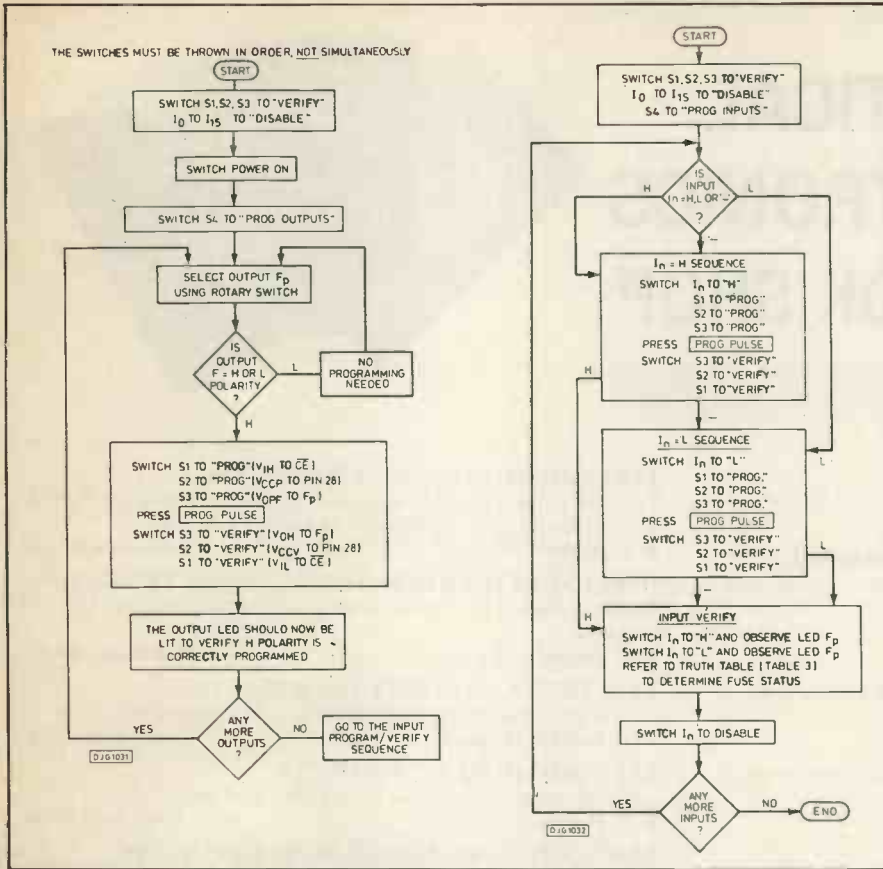 THE SWITCHES MUST BE THROWN IN ORDER, NOT SIMULTANEOUSLY
START
SWITCH S1, S2, S3 TO "VERIFY"
I0 TO I15 TO "DISABLE"
SWITCH POWER ON
SWITCH S4 TO "PROG OUTPUTS"
SELECT OUTPUT Fp
USING ROTARY SWITCH
IS
OUTPUT
F = H OR L
POLARITY
?
L
NO
PROGRAMMING
NEEDED
H
SWITCH S1 TO "PROG" (VIH TO C̅E̅)
S2 TO "PROG" (VCCP TO PIN 28)
S3 TO "PROG" (VOPF TO Fp)
PRESS PROG PULSE
SWITCH S3 TO "VERIFY" (VOH TO Fp)
S2 TO "VERIFY" (VCCV TO PIN 28)
S1 TO "VERIFY" (VIL TO C̅E̅)
THE OUTPUT LED SHOULD NOW BE
LIT TO VERIFY H POLARITY IS
CORRECTLY PROGRAMMED
YES
ANY
MORE
OUTPUTS
?
NO
GO TO THE INPUT
PROGRAM/VERIFY
SEQUENCE
DJG1031
START
SWITCH S1, S2, S3 TO "VERIFY"
I0 TO I15 TO "DISABLE"
S4 TO "PROG INPUTS"
H
IS
INPUT
In = H, L OR '–'
?
L
–
In = H SEQUENCE
SWITCH In TO "H"
S1 TO "PROG"
S2 TO "PROG"
S3 TO "PROG"
PRESS PROG PULSE
SWITCH S3 TO "VERIFY"
S2 TO "VERIFY"
S1 TO "VERIFY"
H
–
In = L SEQUENCE
SWITCH In TO "L"
S1 TO "PROG."
S2 TO "PROG."
S3 TO "PROG."
PRESS PROG PULSE
SWITCH S3 TO "VERIFY"
S2 TO "VERIFY"
S1 TO "VERIFY"
L
L
–
H
INPUT VERIFY
SWITCH In TO "H" AND OBSERVE LED Fp
SWITCH In TO "L" AND OBSERVE LED Fp
REFER TO TRUTH TABLE [TABLE 3]
TO DETERMINE FUSE STATUS
SWITCH In TO DISABLE
YES
ANY
MORE
INPUTS
?
NO
END
DJG1032